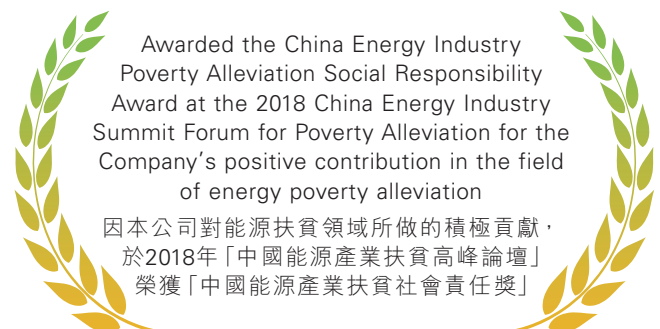 Awarded the China Energy Industry
Poverty Alleviation Social Responsibility
Award at the 2018 China Energy Industry
Summit Forum for Poverty Alleviation for the
Company's positive contribution in the field
of energy poverty alleviation
因本公司對能源扶貧領域所做的積極貢獻，
於2018年「中國能源產業扶貧高峰論壇」
榮獲「中國能源產業扶貧社會責任獎」